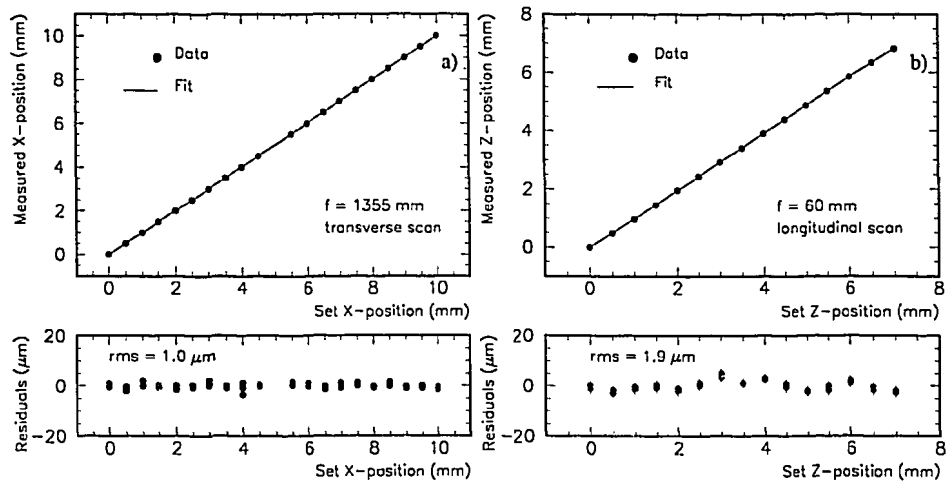 Measured X-position (mm)
10
8
6
4
2
0
Data
Fit
a)
f = 1355 mm
transverse scan
0 2 4 6 8 10
Set X-position (mm)
Measured Z-position (mm)
8
6
4
2
0
Data
Fit
b)
f = 60 mm
longitudinal scan
0 2 4 6 8
Set Z-position (mm)
Residuals (μm)
20
0
-20
rms = 1.0 μm
0 2 4 6 8 10
Set X-position (mm)
Residuals (μm)
20
0
-20
rms = 1.9 μm
0 2 4 6 8
Set Z-position (mm)